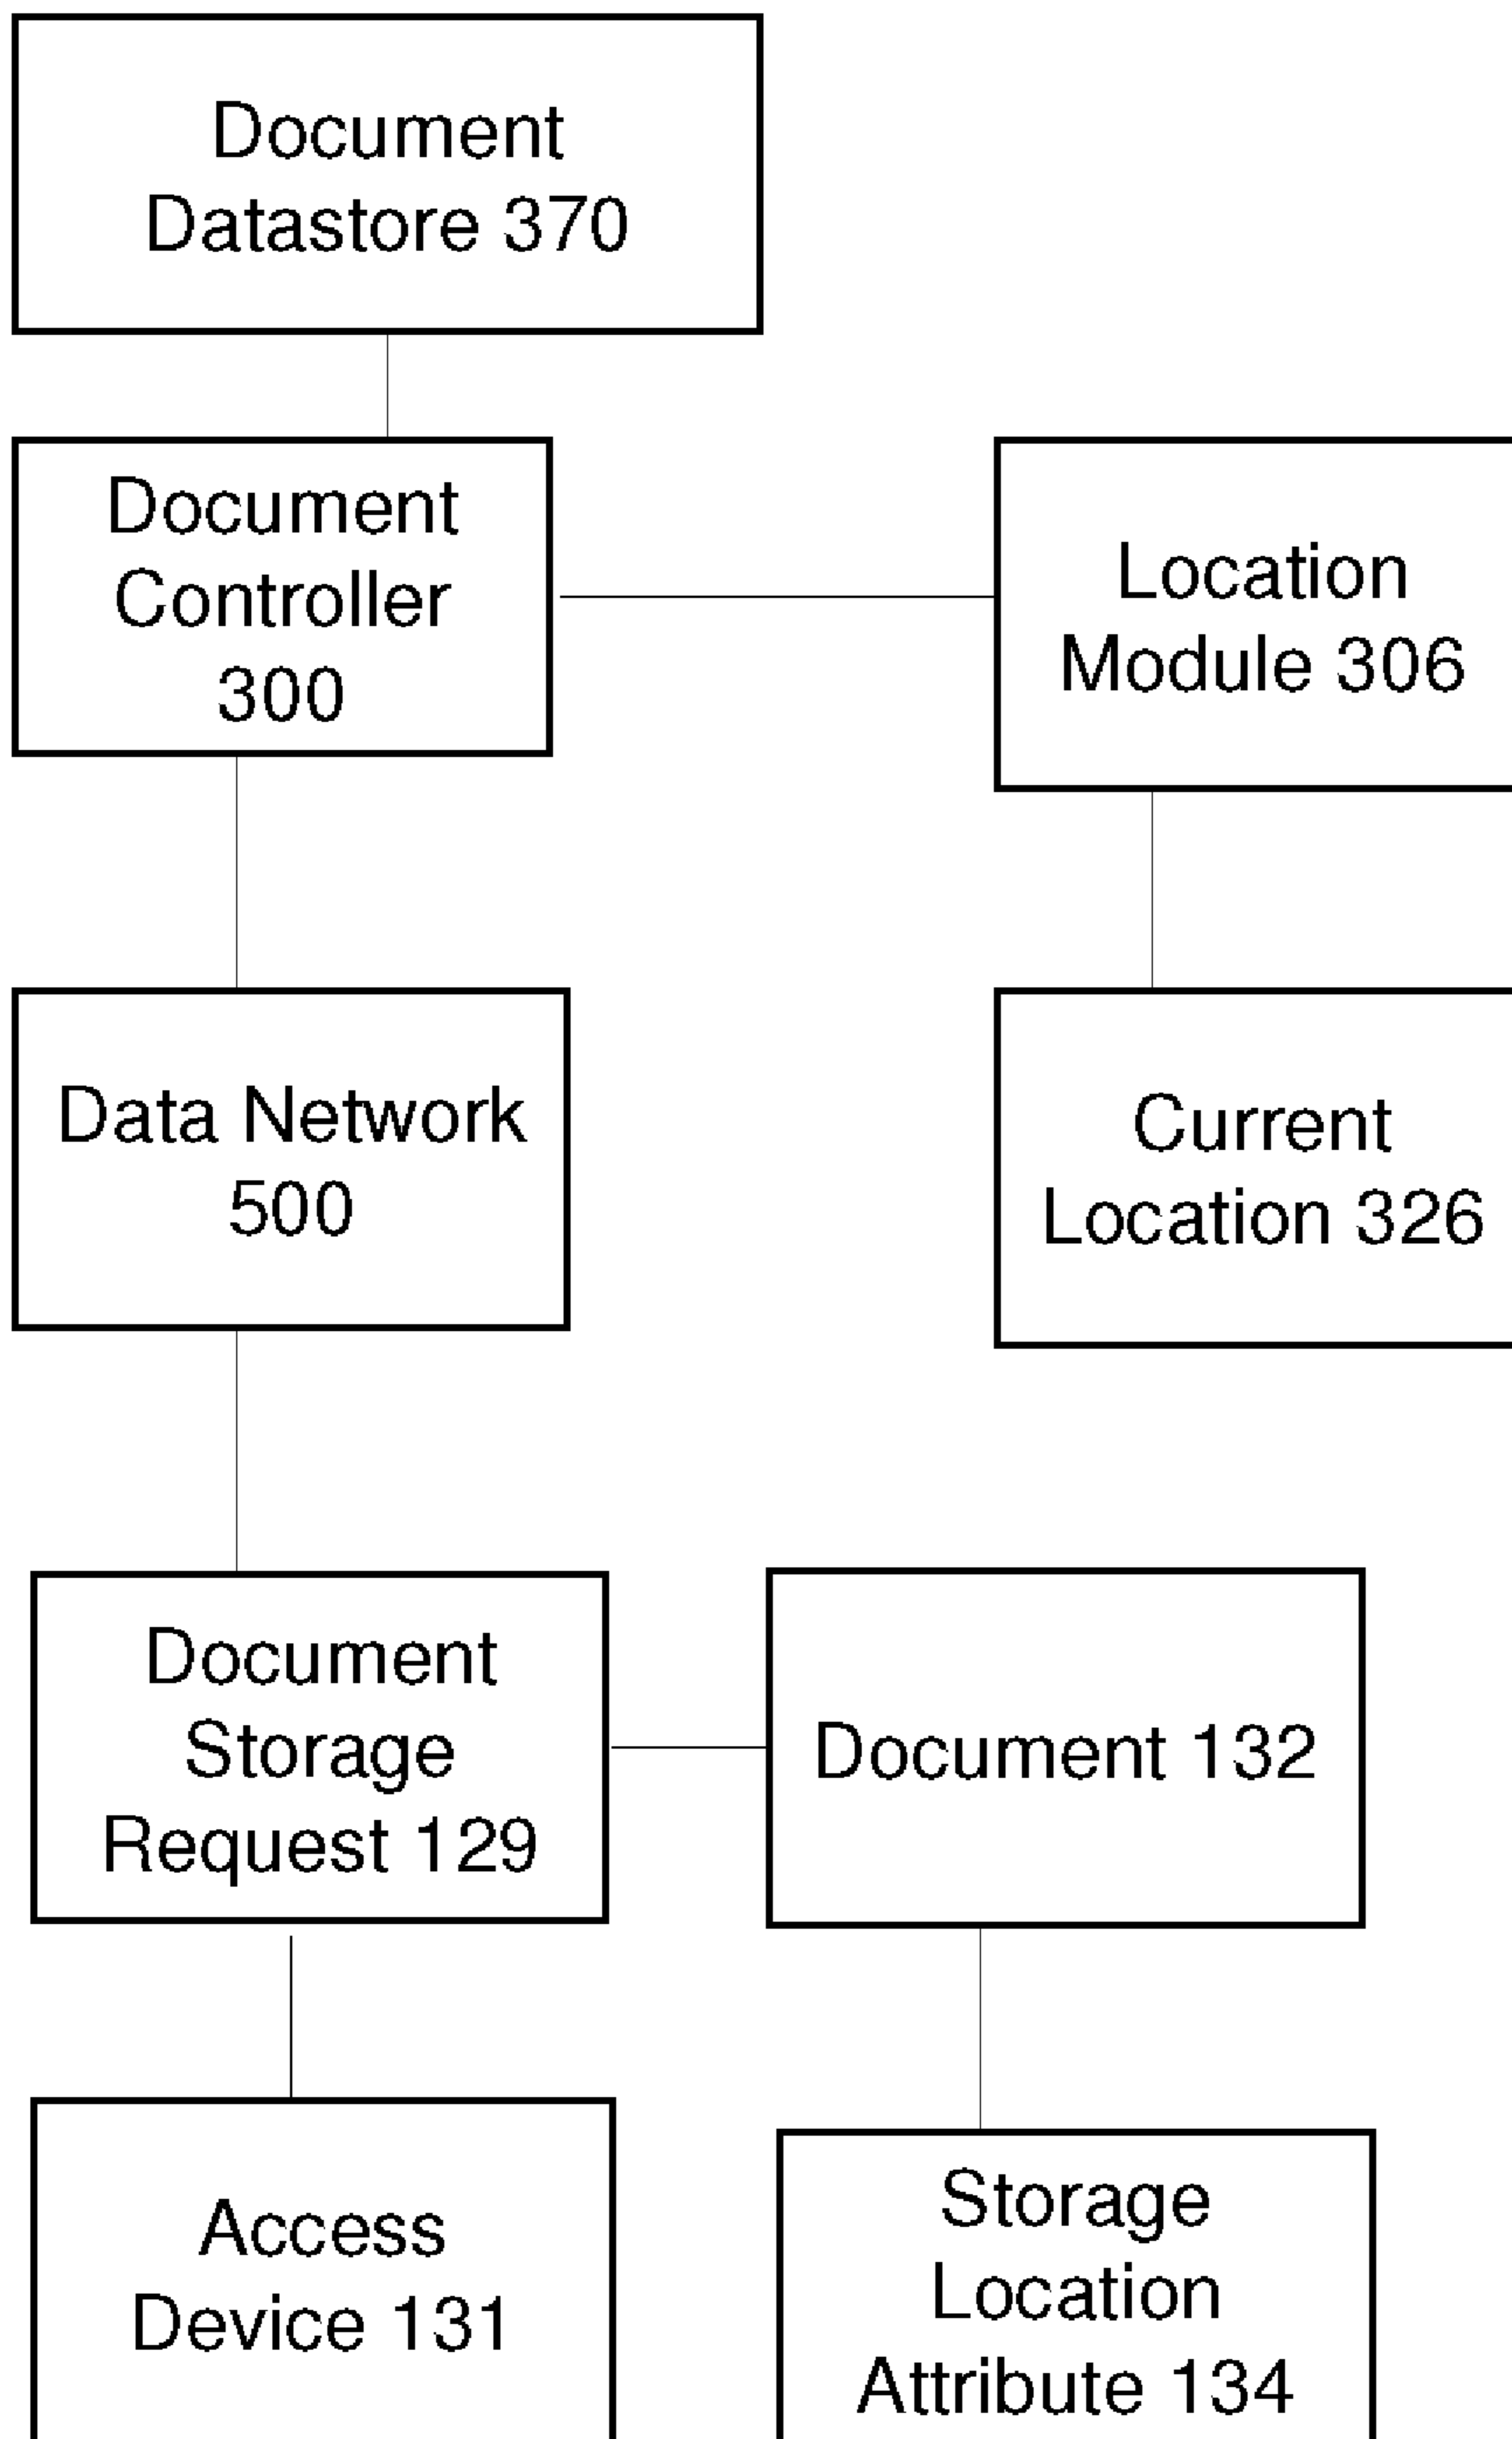 Document
Datastore 370
Document
Controller
300
Location
Module 306
Data Network
500
Current
Location 326
Document
Storage
Request 129
Document 132
Access
Device 131
Storage
Location
Attribute 134